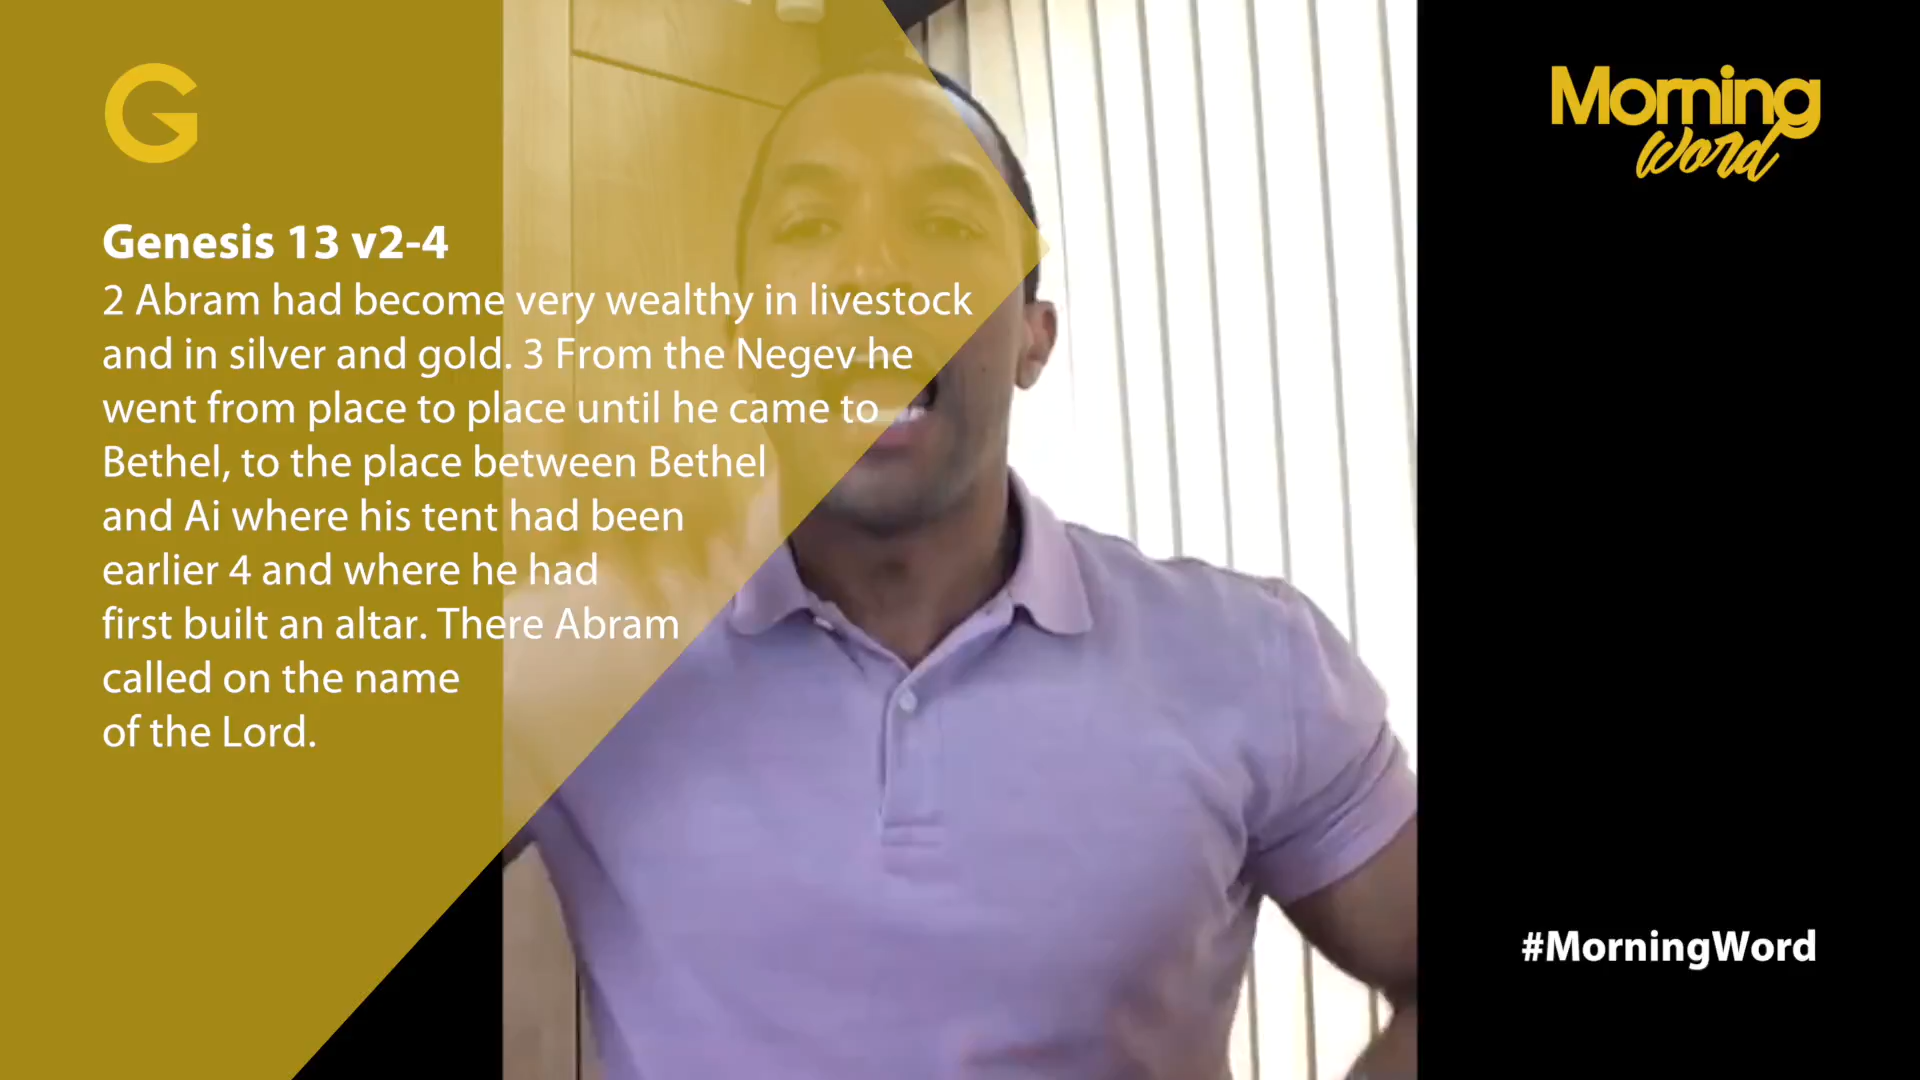 G
Morning
word
Genesis 13 v2-4
2 Abram had become very wealthy in livestock
and in silver and gold. 3 From the Negev he
went from place to place until he came to
Bethel, to the place between Bethel
and Ai where his tent had been
earlier 4 and where he had
first built an altar. There Abram
called on the name
of the Lord.
#MorningWord